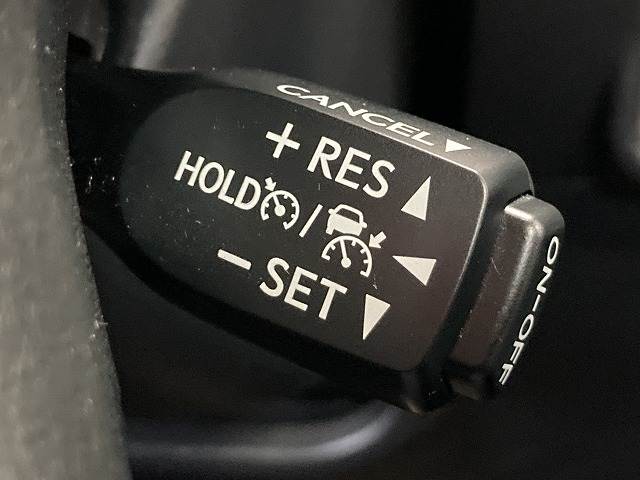 CANCEL
+ RES
HOLD /
− SET
ON-OFF